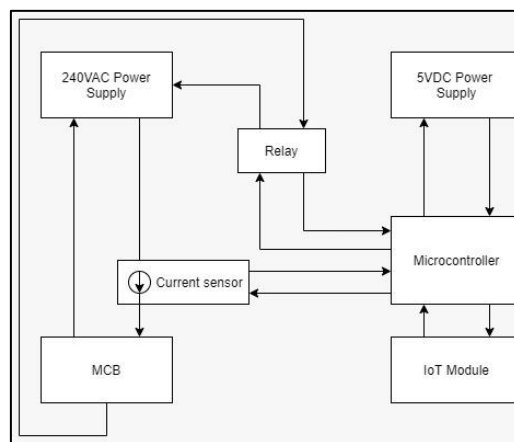 240VAC Power
Supply
5VDC Power
Supply
Relay
Microcontroller
Current sensor
MCB
IoT Module